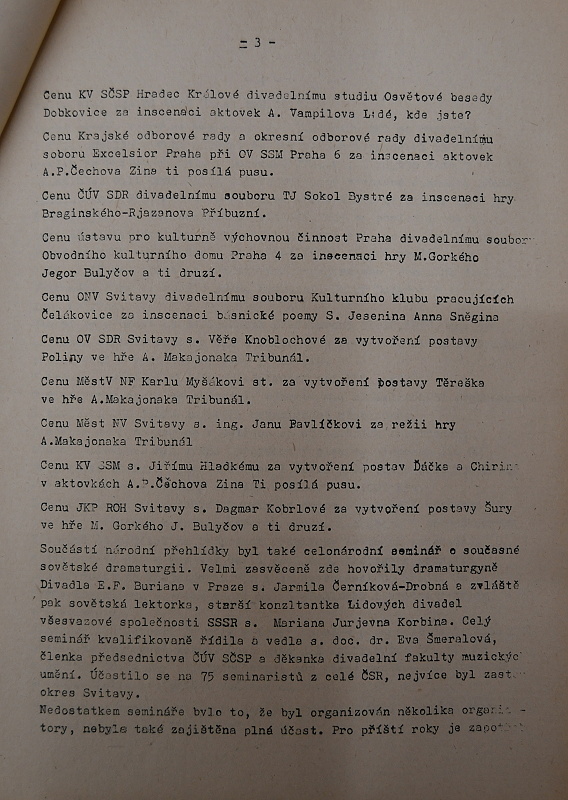 - 3 -
Cenu KV SČSP Hradec Králové divadelnímu studiu Osvětové besedy
Dobkovice za inscenaci aktovek A. Vampilova Lidé, kde jste?
Cenu Krajské odborové rady a okresní odborové rady divadelnímu
soboru Excelsior Praha při OV SSM Praha 6 za inscenaci aktovek
A.P.Čechova Zina ti posílá pusu.
Cenu ČÚV SDR divadelnímu souboru TJ Sokol Bystré za inscenaci hry
Braginského-Rjazanova Příbuzní.
Cenu ústavu pro kulturně výchovnou činnost Praha divadelnímu soubor
Obvodního kulturního domu Praha 4 za inscenaci hry M.Gorkého
Jegor Bulyčov a ti druzí.
Cenu ONV Svitavy divadelnímu souboru Kulturního klubu pracujících
Čelákovice za inscenaci básnické poemy S. Jesenina Anna Sněgina
Cenu OV SDR Svitavy s. Věře Knoblochové za vytvoření postavy
Poliny ve hře A. Makajonaka Tribunál.
Cenu MěstV NF Karlu Myšákovi st. za vytvoření postavy Těreška
ve hře A.Makajonaka Tribunál.
Cenu Měst NV Svitavy s. ing. Janu Pavlíčkovi za režii hry
A.Makajonaka Tribunál
Cenu KV SSM s. Jiřímu Hladkému za vytvoření postav Ďáčka a
v aktovkách A.P.Čechova Zina Ti posílá pusu.
Cenu JKP ROH Svitavy s. Dagmar Kobrlové za vytvoření postavy Šury
ve hře M. Gorkého J. Bulyčov a ti druzí.
Součástí národní přehlídky byl také celonárodní seminář o současné
sovětské dramaturgii. Velmi zasvěceně zde hovořily dramaturgyně
Divadla E.F. Buriana v Praze s. Jarmila Černíková-Drobná a zvláště
pak sovětská lektorka, starší konzltantka Lidových divadel
všesvazové společnosti SSSR s. Mariana Jurjevna Korbina. Celý
seminář kvalifikovaně řídila a vedla s. doc. dr. Eva Šmeralová,
členka předsednictva ČÚV SČSP a děkanka divadelní fakulty muzickýc
umění. Účastilo se na 75 seminaristů z celé ČSR, nejvíce byl zast
okres Svitavy.
Nedostatkem semináře bylo to, že byl organizován několika organi -
tory, nebyla také zajištěna plná účast. Pro příští roky je